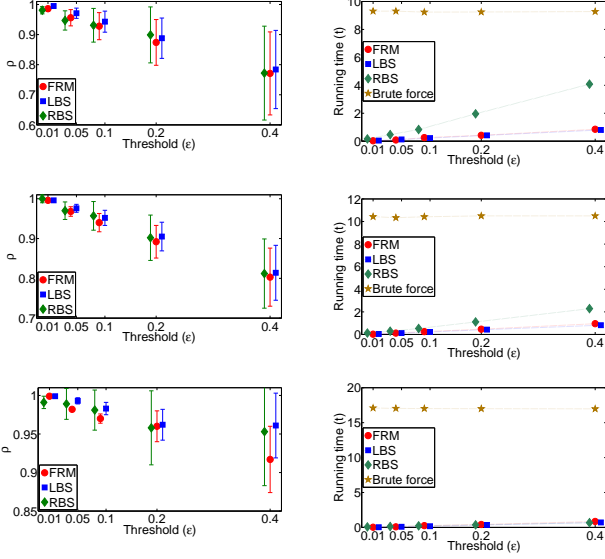 1
0.9
0.8
0.7
0.6
ρ
FRM
LBS
RBS
0.01 0.05 0.1 0.2 0.4
Threshold (ε)
10
8
6
4
2
0
Running time (t)
FRM
LBS
RBS
Brute force
0.01 0.05 0.1 0.2 0.4
Threshold (ε)
1
0.9
0.8
0.7
ρ
FRM
LBS
RBS
0.01 0.05 0.1 0.2 0.4
Threshold (ε)
12
10
8
6
4
2
0
Running time (t)
FRM
LBS
RBS
Brute force
0.01 0.05 0.1 0.2 0.4
Threshold (ε)
1
0.95
0.9
0.85
ρ
FRM
LBS
RBS
0.01 0.05 0.1 0.2 0.4
Threshold (ε)
20
15
10
5
0
Running time (t)
FRM
LBS
RBS
Brute force
0.01 0.05 0.1 0.2 0.4
Threshold (ε)